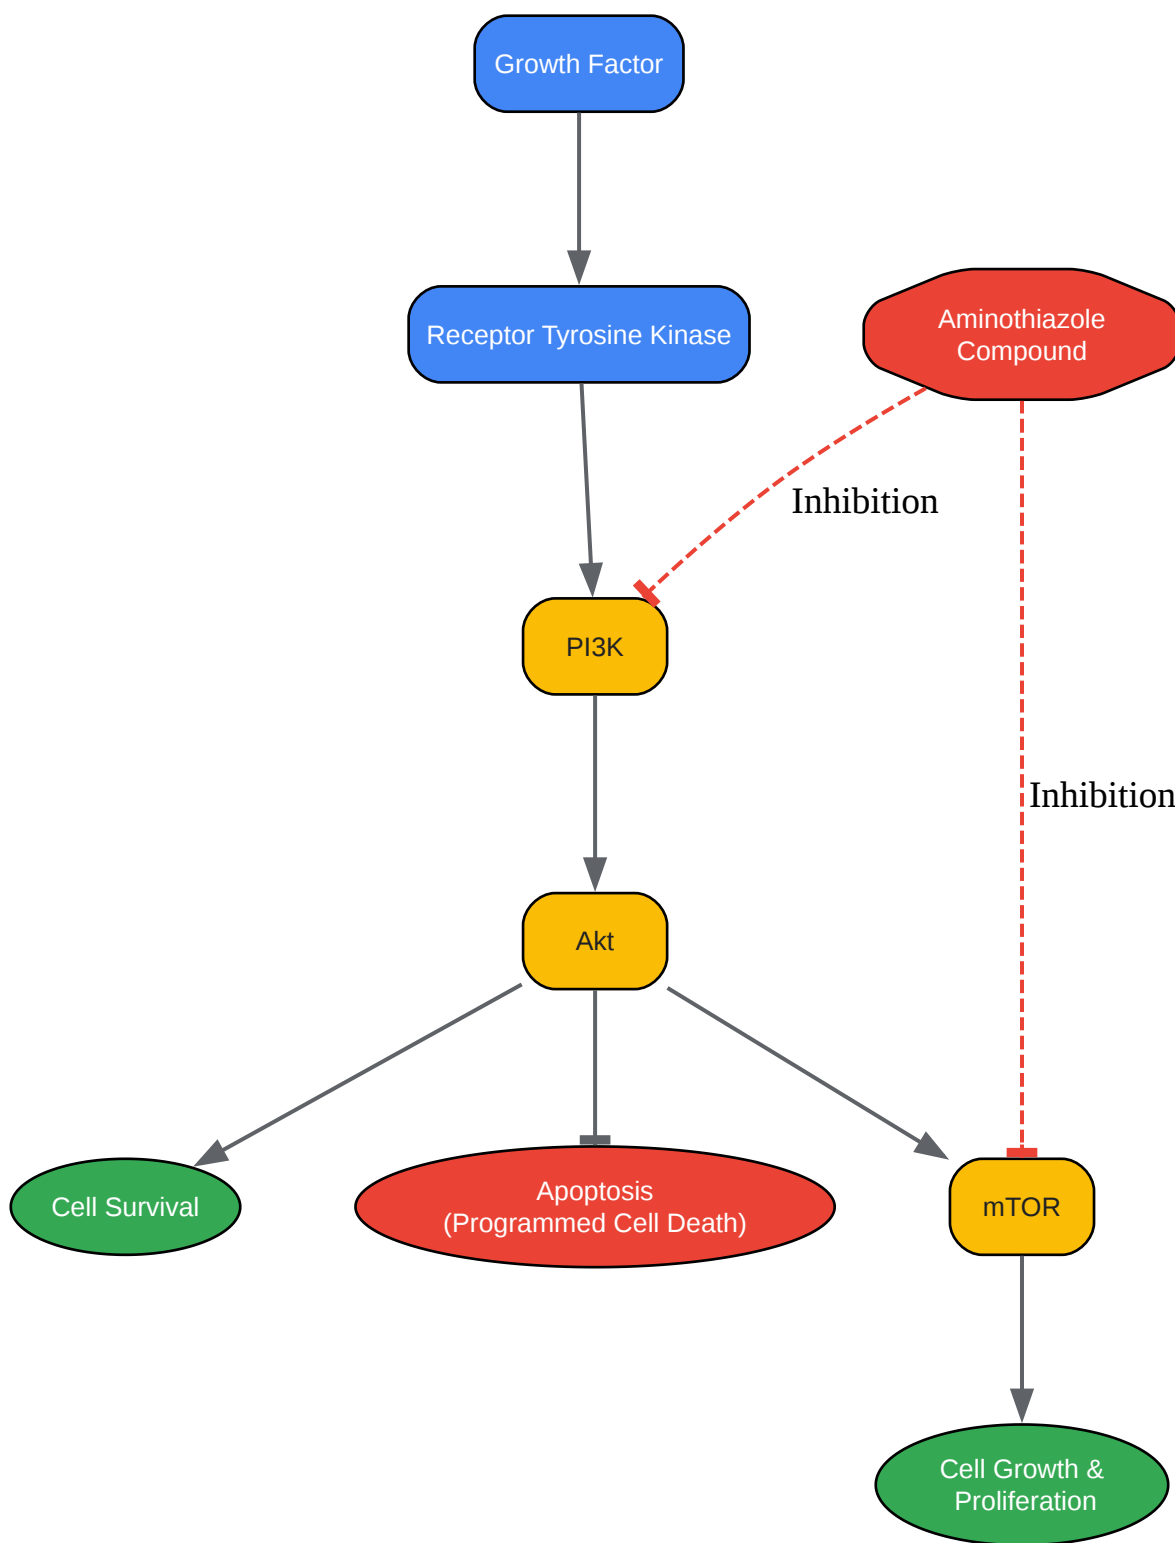 Growth Factor
Receptor Tyrosine Kinase
Aminothiazole
Compound
Inhibition
PI3K
Inhibition
Akt
Cell Survival
Apoptosis
(Programmed Cell Death)
mTOR
Cell Growth &
Proliferation